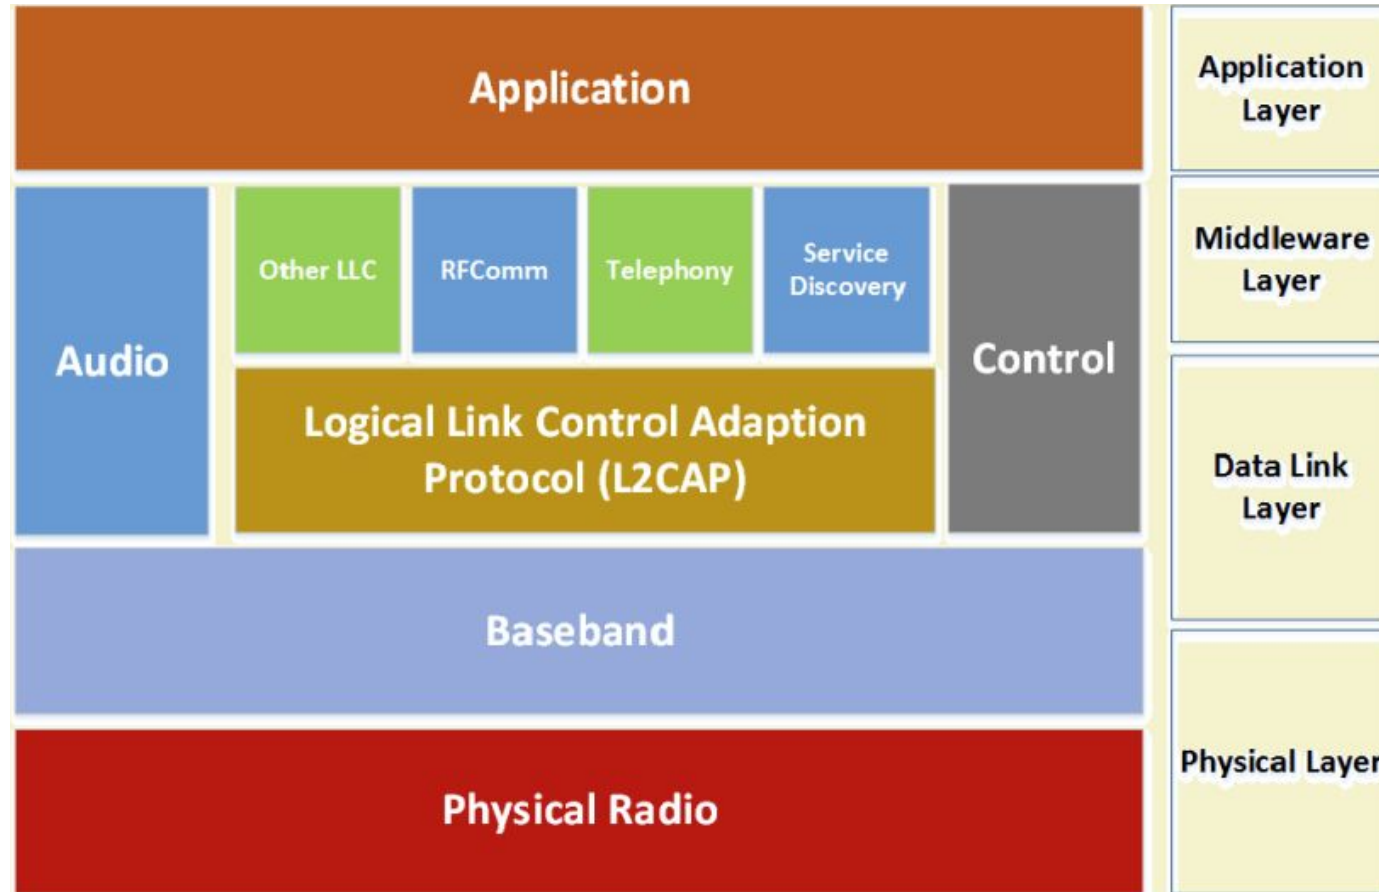 Application
Application
Layer
Other LLC
RFComm
Telephony
Service
Discovery
Middleware
Layer
Audio
Control
Logical Link Control Adaption
Protocol (L2CAP)
Data Link
Layer
Baseband
Physical Radio
Physical Layer